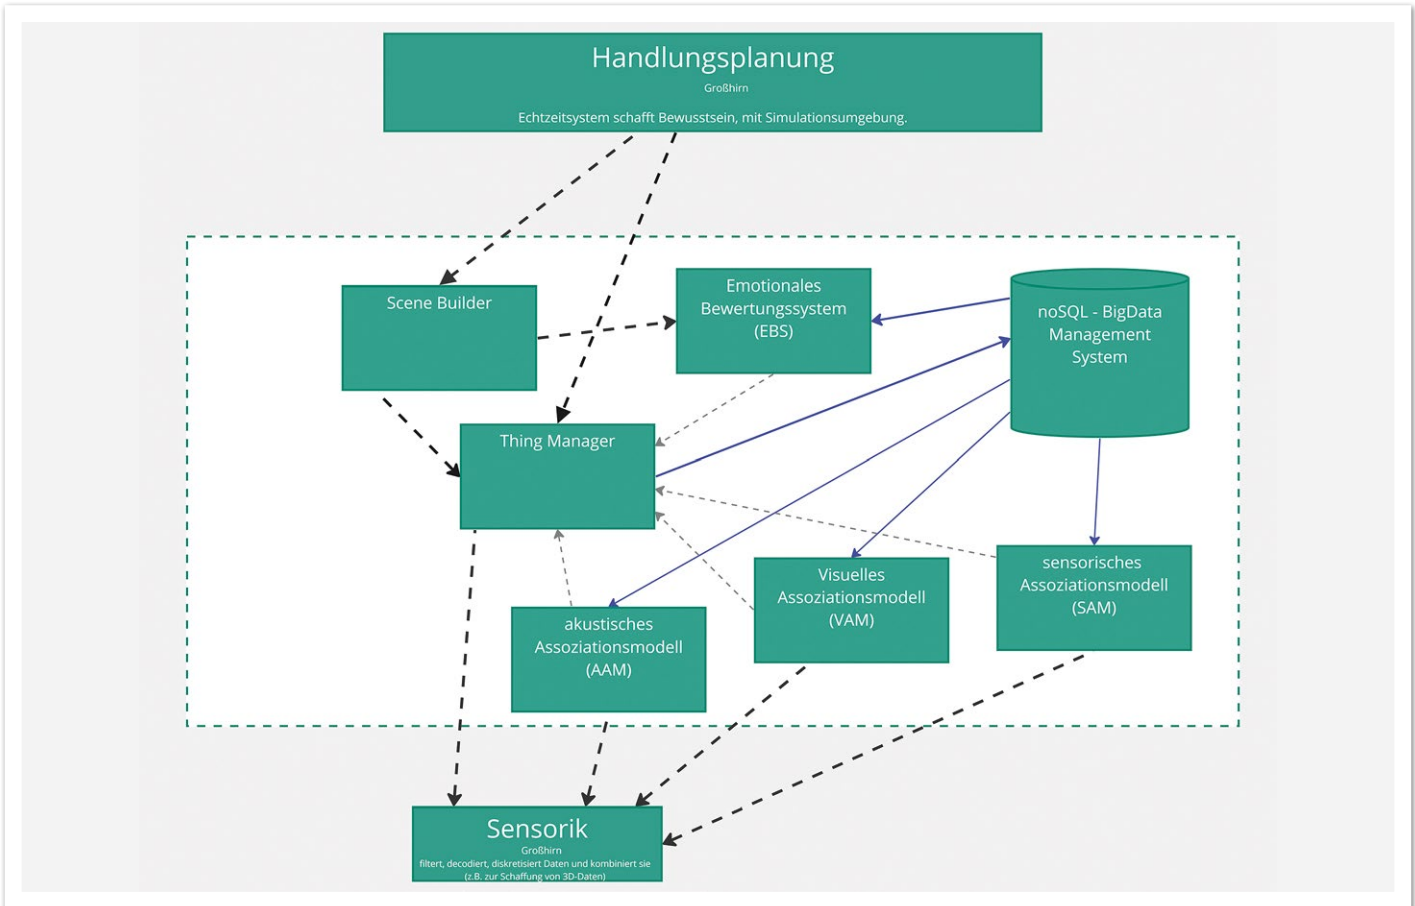 Handlungsplanung
Großhirn
Echtzeitsystem schafft Bewusstsein, mit Simulationsumgebung.
Scene Builder
Emotionales
Bewertungssystem
(EBS)
noSQL - BigData
Management
System
Thing Manager
akustisches
Assoziationsmodell
(AAM)
Visuelles
Assoziationsmodell
(VAM)
sensorisches
Assoziationsmodell
(SAM)
Sensorik
Großhirn
filtert, decodiert, diskretisiert Daten und kombiniert sie
(z.B. zur Schaffung von 3D-Daten)